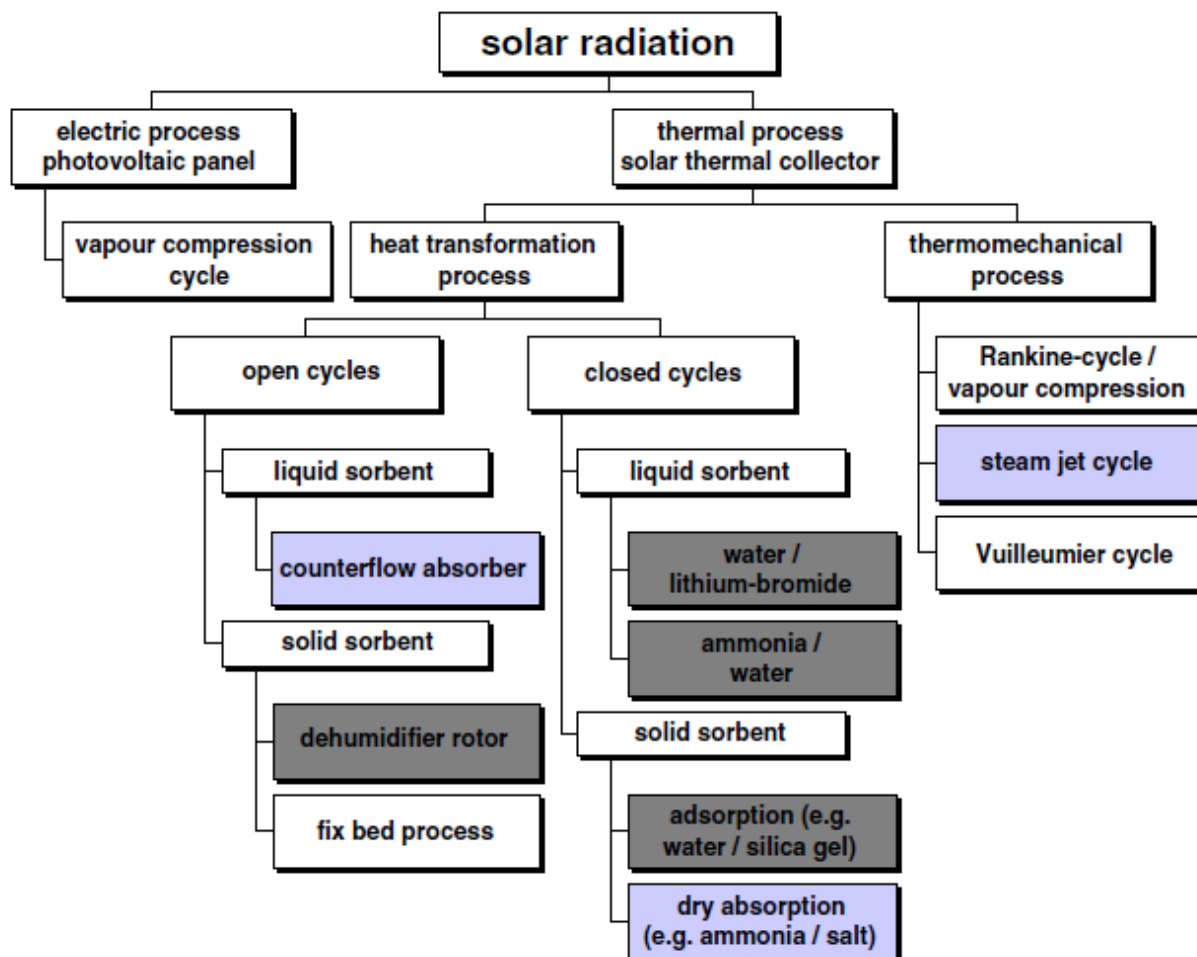 solar radiation
electric process
photovoltaic panel
thermal process
solar thermal collector
vapour compression
cycle
heat transformation
process
thermomechanical
process
open cycles
closed cycles
Rankine-cycle /
vapour compression
liquid sorbent
liquid sorbent
steam jet cycle
counterflow absorber
water /
lithium-bromide
Vuilleumier cycle
solid sorbent
ammonia /
water
dehumidifier rotor
solid sorbent
fix bed process
adsorption (e.g.
water / silica gel)
dry absorption
(e.g. ammonia / salt)